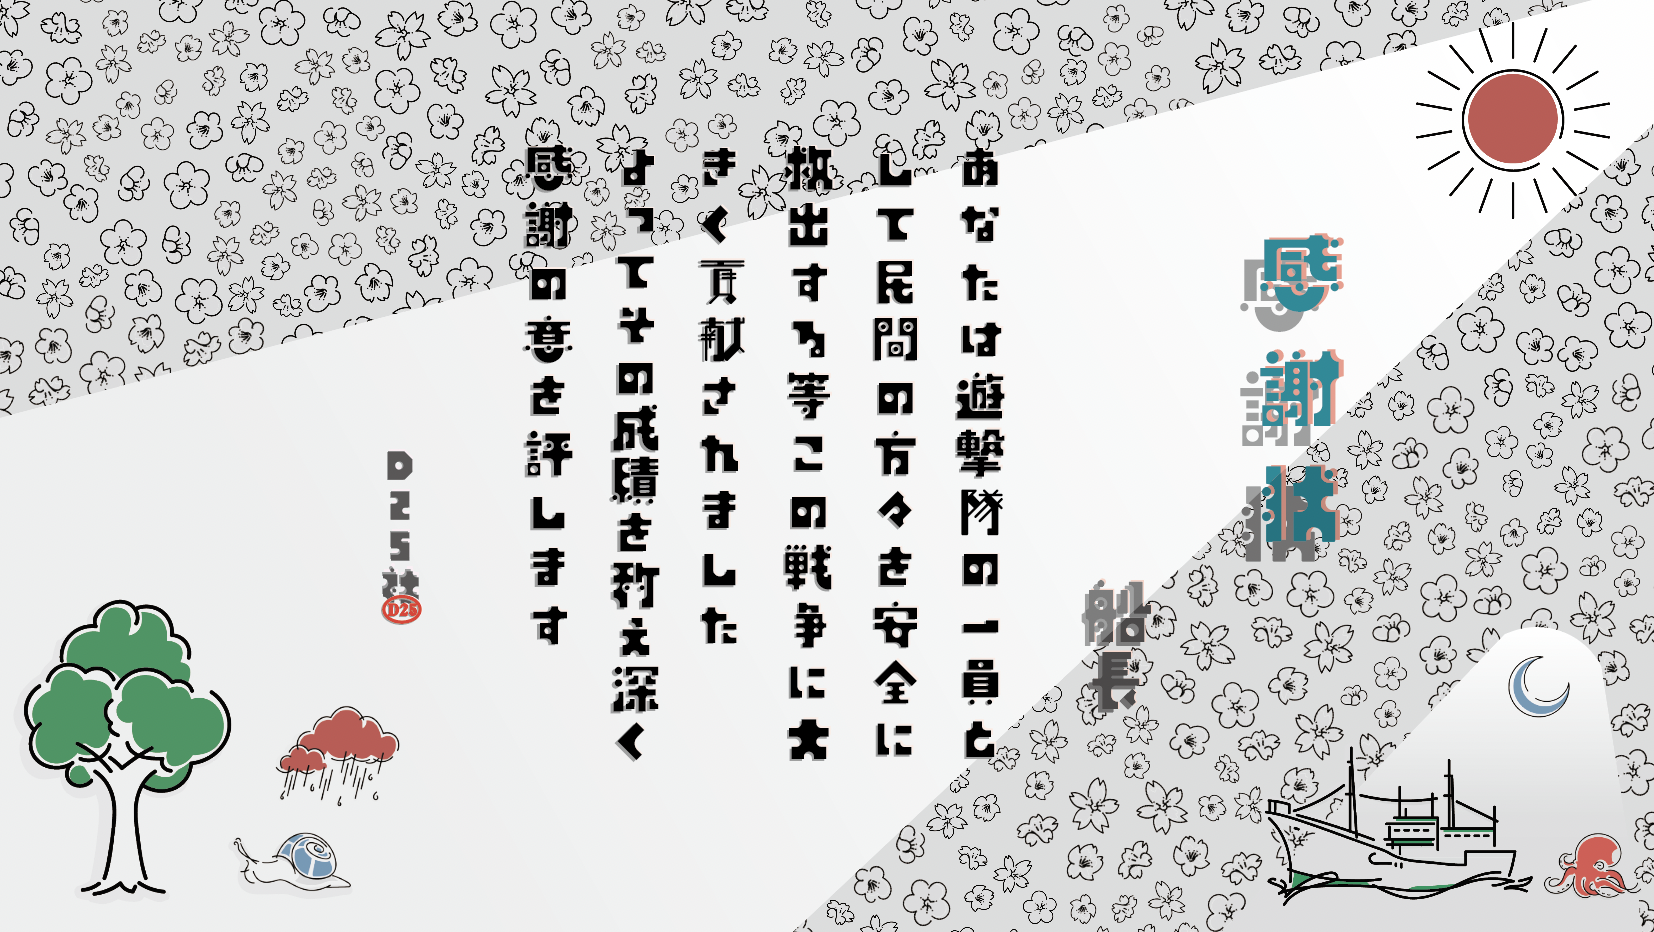 感謝状
船長
あなたは遊撃隊の一員と
して民間の方々を安全に
救出する等この戦争に大
きく貢献されました
よってその成積を称え深く
感謝の意を評します
D25社
D25